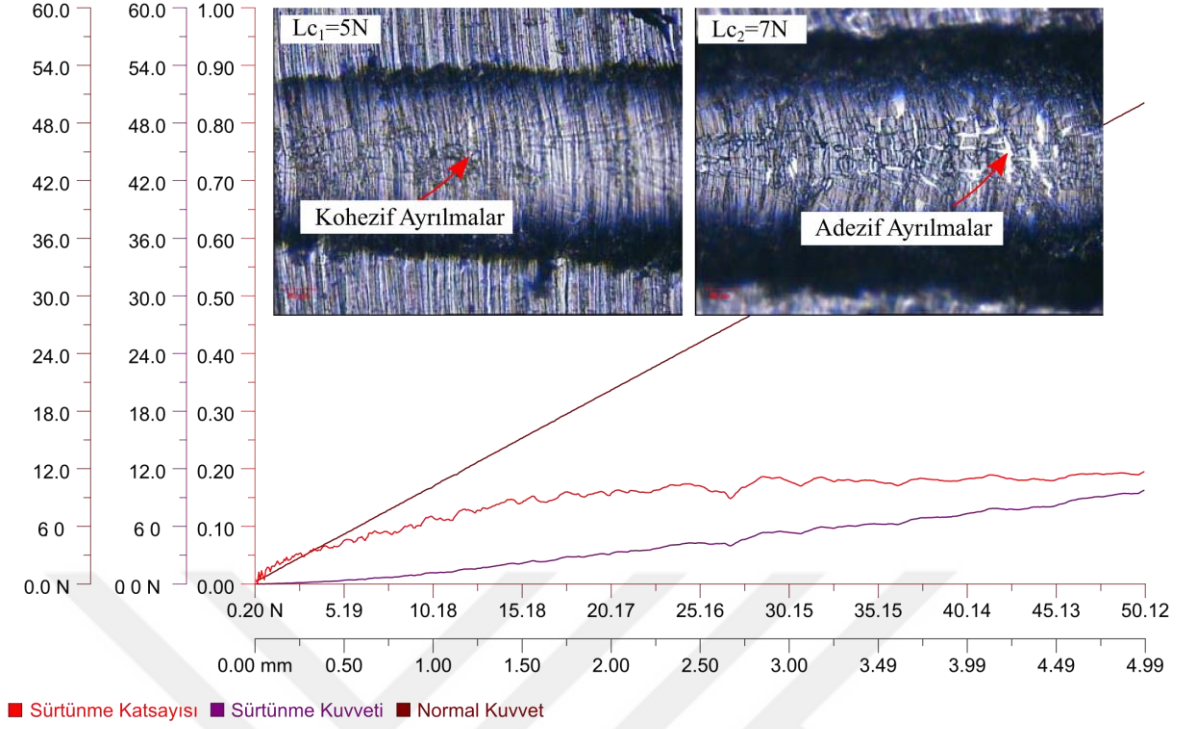 60.0 60.0 1.00
Lc₁=5N Lc₂=7N
54.0 54.0 0.90
48.0 48.0 0.80
42.0 42.0 0.70
Kohezif Ayrılmalar Adezif Ayrılmalar
36.0 36.0 0.60
30.0 30.0 0.50
24.0 24.0 0.40
18.0 18.0 0.30
12.0 12.0 0.20
6 0 6 0 0.10
0.0 N 0 0 N 0.00
0.20 N 5.19 10.18 15.18 20.17 25.16 30.15 35.15 40.14 45.13 50.12
0.00 mm 0.50 1.00 1.50 2.00 2.50 3.00 3.49 3.99 4.49 4.99
Sürtünme Katsayısı Sürtünme Kuvveti Normal Kuvvet